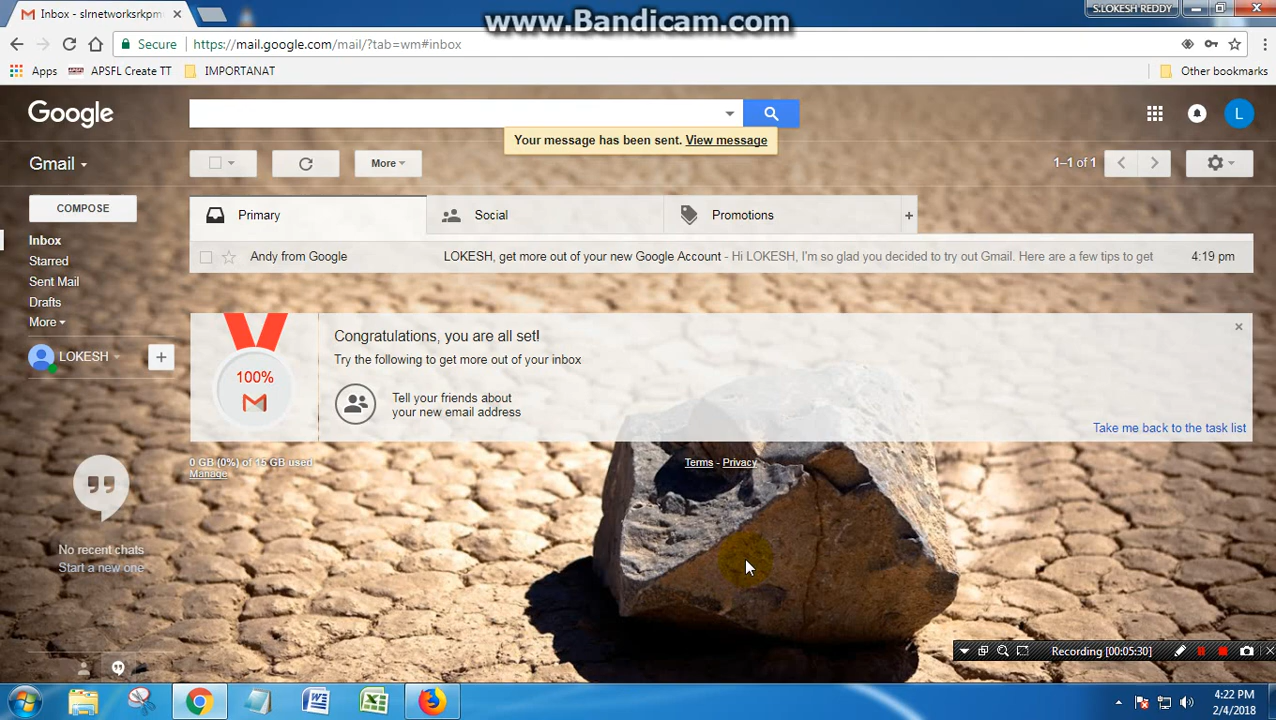 www.Bandicam.com
Inbox - slrnetworksrkpm
S.LOKESH REDDY
Secure
https://mail.google.com/mail/?tab=wm#inbox
Apps
APSFL Create TT
IMPORTANAT
Other bookmarks
Google
Your message has been sent. View message
L
Gmail
More
1–1 of 1
COMPOSE
Primary
Social
Promotions
+
Inbox
Starred
Sent Mail
Drafts
More
Andy from Google
LOKESH, get more out of your new Google Account - Hi LOKESH, I'm so glad you decided to try out Gmail. Here are a few tips to get
4:19 pm
LOKESH
+
100%
Congratulations, you are all set!
Try the following to get more out of your inbox
Tell your friends about
your new email address
Take me back to the task list
0 GB (0%) of 15 GB used
Manage
Terms - Privacy
No recent chats
Start a new one
Recording [00:05:30]
4:22 PM
2/4/2018